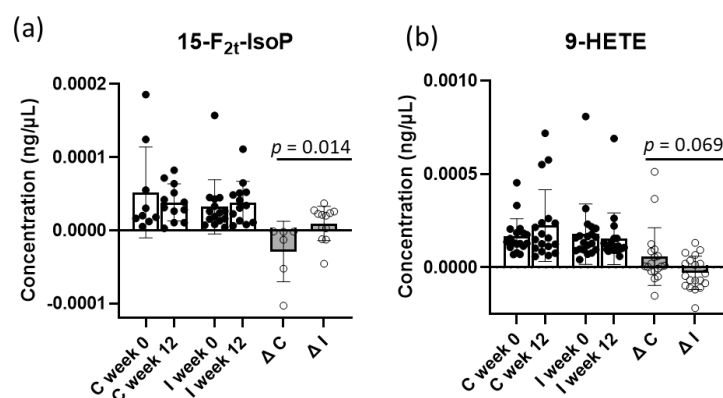 (a)
15-F2t-IsoP
Concentration (ng/µL)
0.0002
0.0001
0.0000
-0.0001
p = 0.014
C week 0
C week 12
I week 0
I week 12
Δ C
Δ I
(b)
9-HETE
Concentration (ng/µL)
0.0010
0.0005
0.0000
p = 0.069
C week 0
C week 12
I week 0
I week 12
Δ C
Δ I